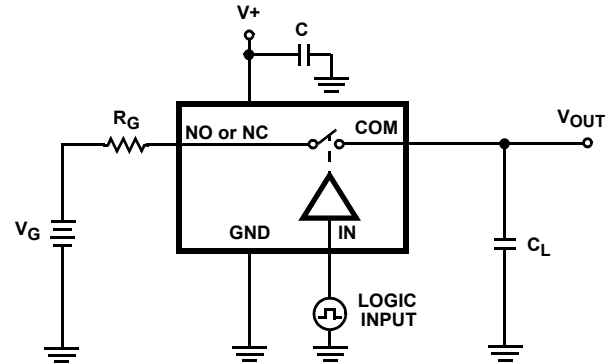 V+
C
RG
NO or NC
COM
VOUT
VG
GND
IN
CL
LOGIC
INPUT